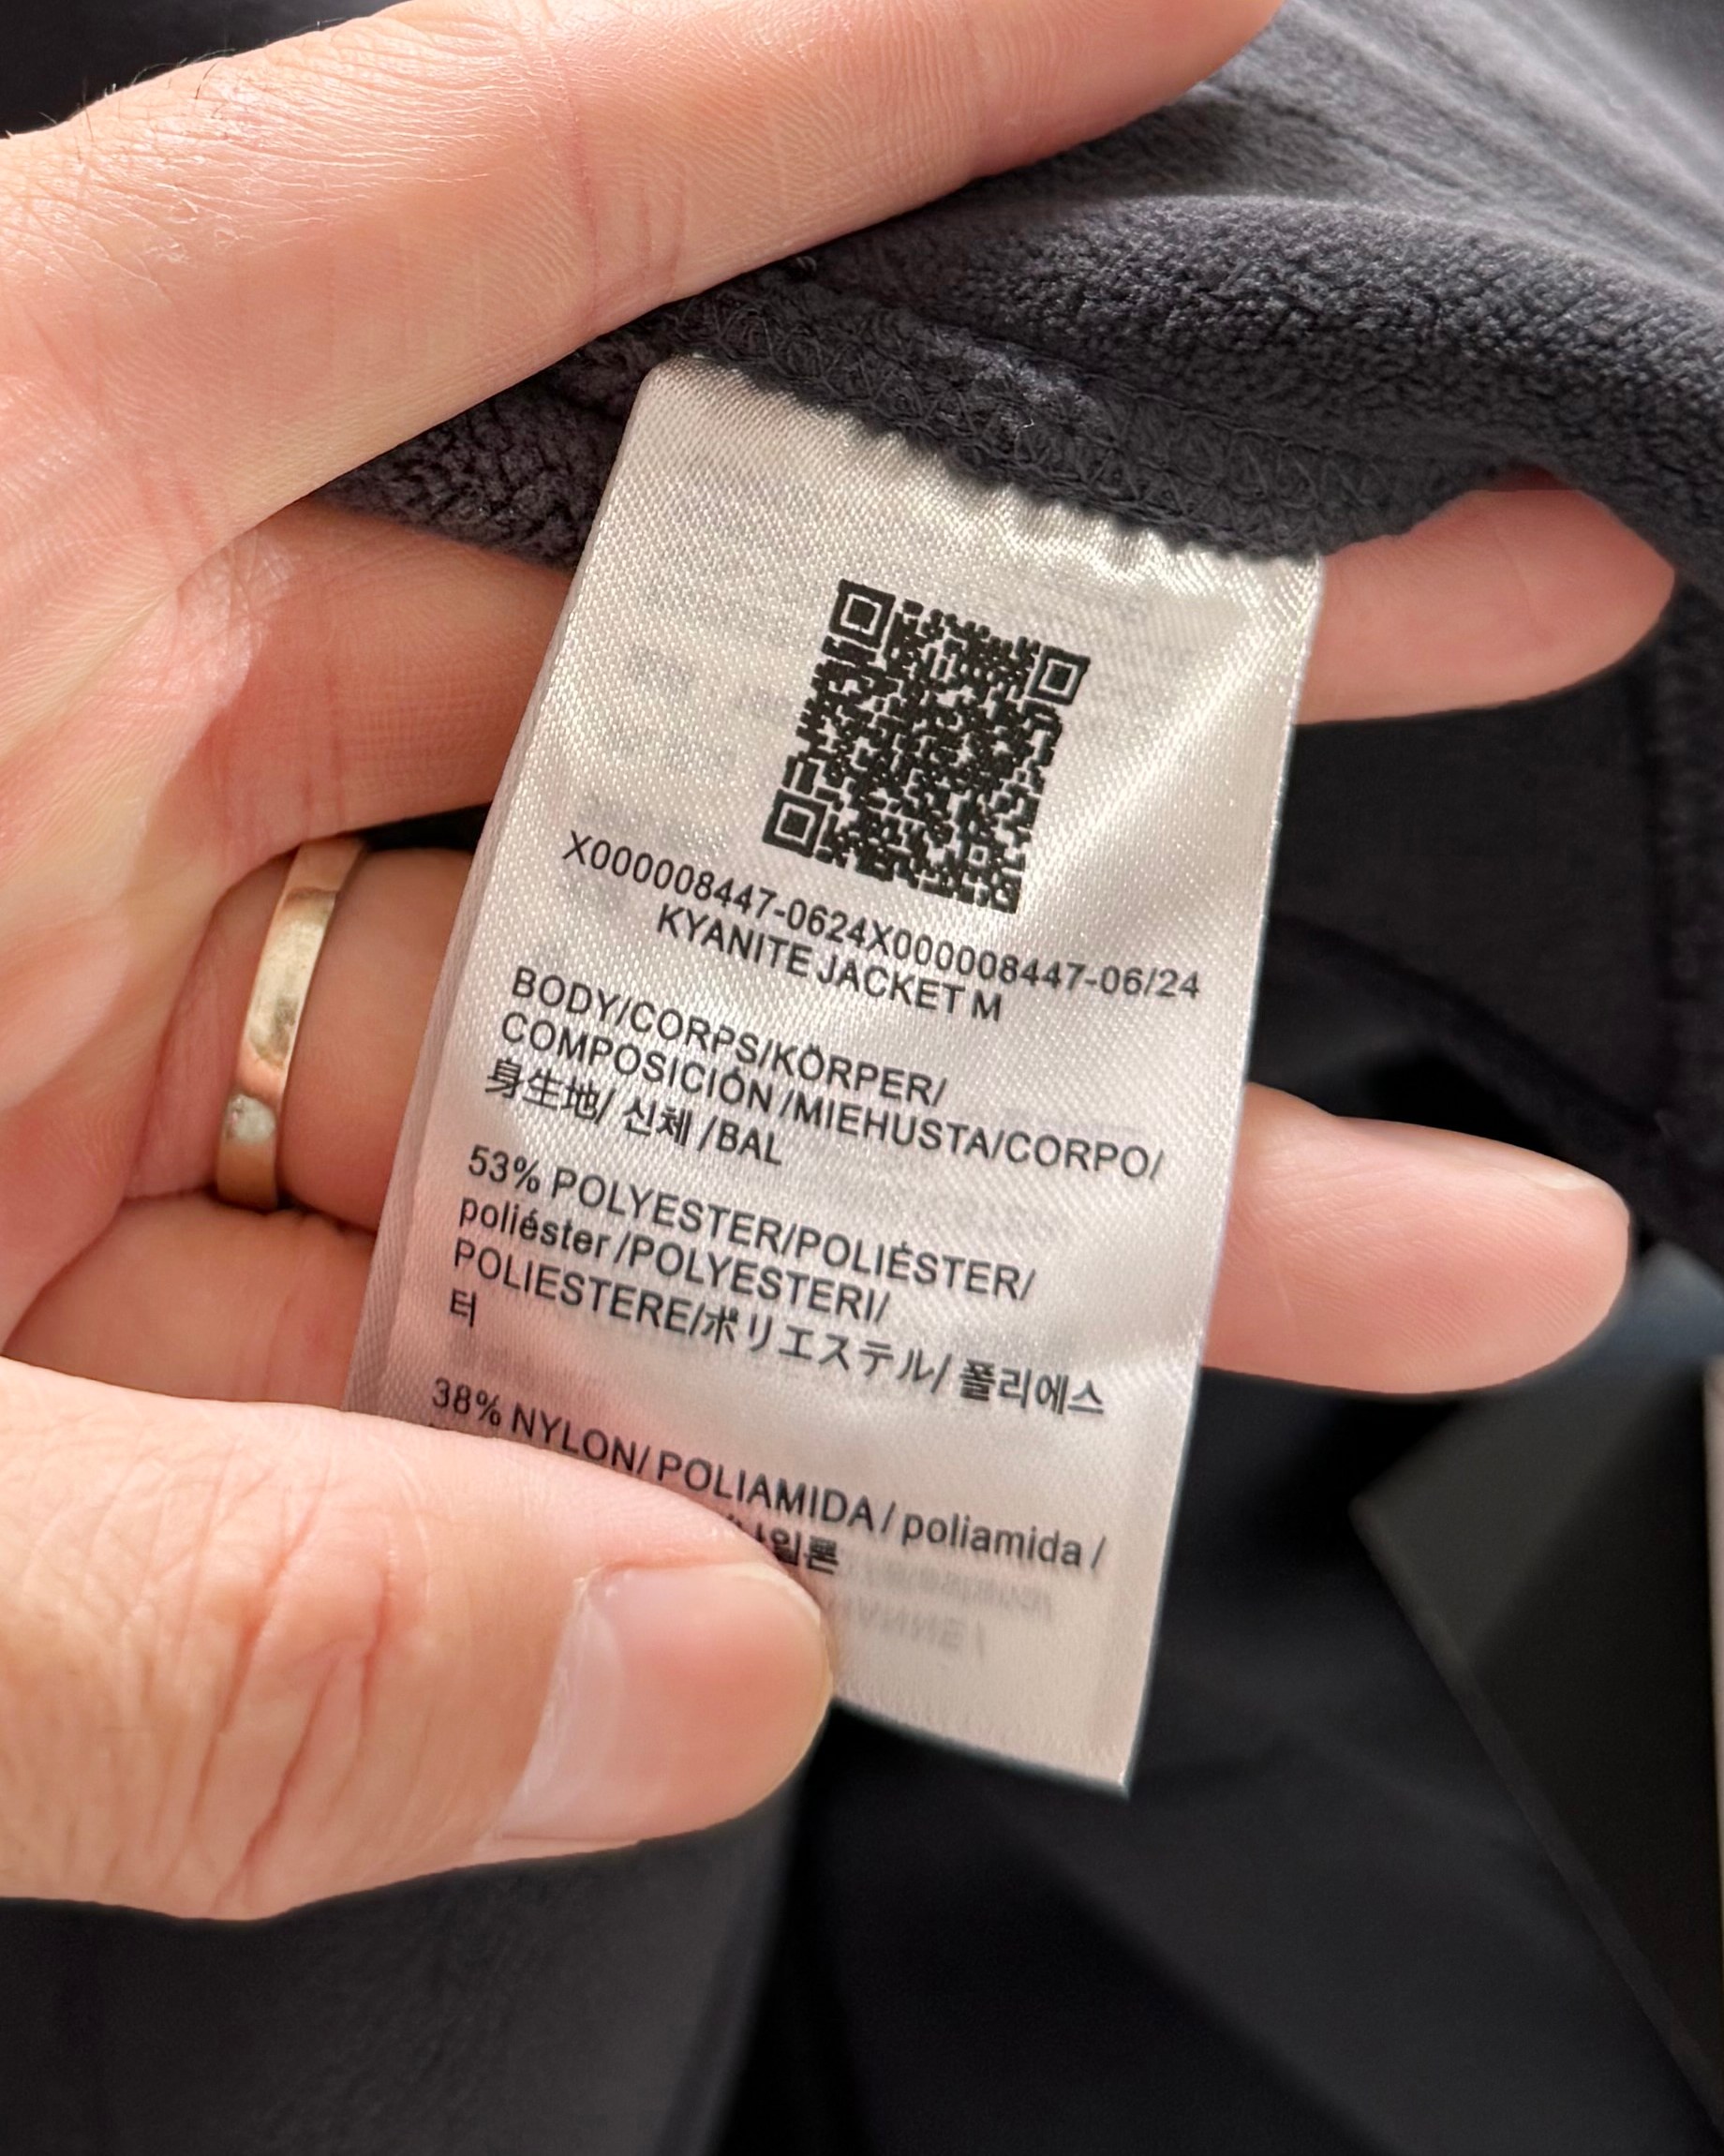 X000008447-0624X000008447-06/24
KYANITE JACKET M
BODY/CORPS/KÖRPER/
COMPOSICIÓN /MIEHUSTA/CORPO/
身生地/ 신체 /BAL
53% POLYESTER/POLIÉSTER/
poliéster /POLYESTERI/
POLIESTERE/ポリエステル/ 폴리에스
터
38% NYLON/ POLIAMIDA / poliamida /